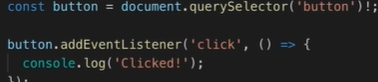 const button = document.querySelector('button')!;
button.addEventListener('click', () => {
  console.log('Clicked!');
});